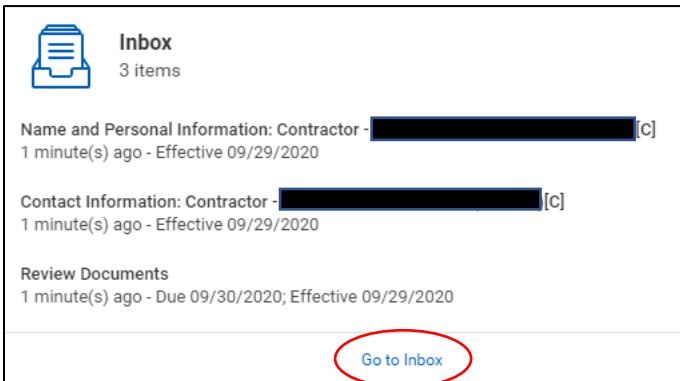 Inbox
3 items
Name and Personal Information: Contractor - [C]
1 minute(s) ago - Effective 09/29/2020
Contact Information: Contractor - )[C]
1 minute(s) ago - Effective 09/29/2020
Review Documents
1 minute(s) ago - Due 09/30/2020; Effective 09/29/2020
Go to Inbox